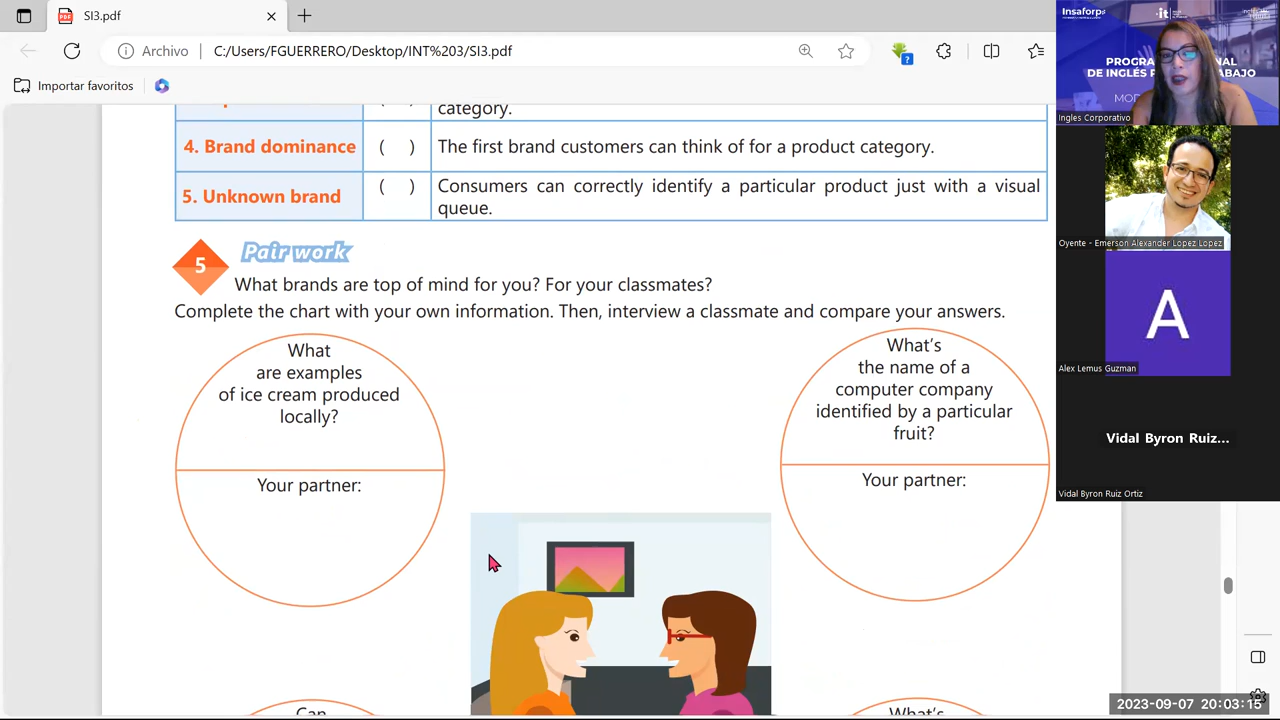 SI3.pdf
Archivo
C:/Users/FGUERRERO/Desktop/INT%203/SI3.pdf
Importar favoritos
category.
4. Brand dominance
( )
The first brand customers can think of for a product category.
5. Unknown brand
( )
Consumers can correctly identify a particular product just with a visual
queue.
5
Pair work
What brands are top of mind for you? For your classmates?
Complete the chart with your own information. Then, interview a classmate and compare your answers.
What
are examples
of ice cream produced
locally?
Your partner:
What's
the name of a
computer company
identified by a particular
fruit?
Your partner:
Can
What's
Insaforp
it
Ingles Corporativo
Oyente - Emerson Alexander Lopez Lopez
A
Alex Lemus Guzman
Vidal Byron Ruiz...
Vidal Byron Ruiz Ortiz
2023-09-07 20:03:15